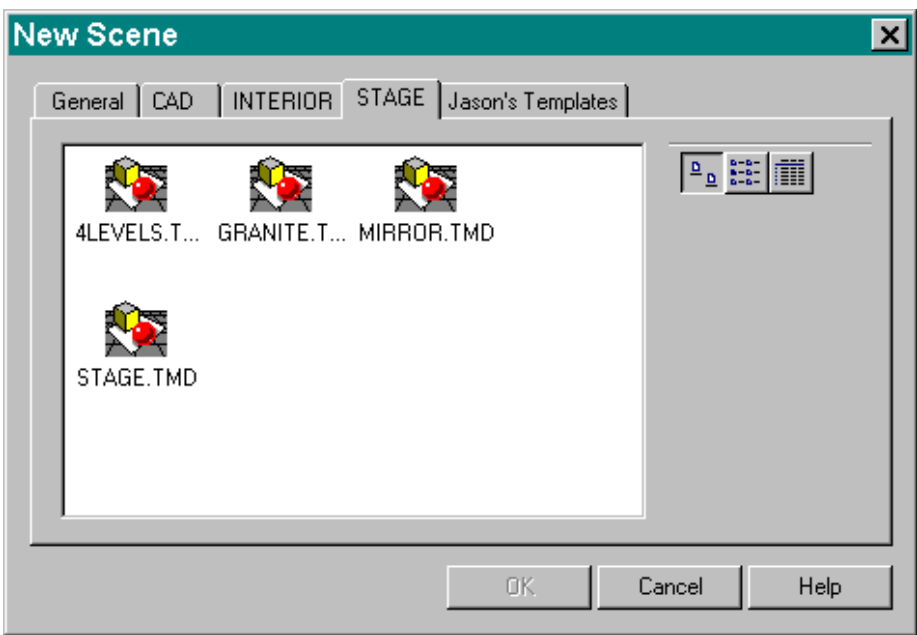 New Scene
General CAD INTERIOR STAGE Jason's Templates
4LEVELS.T... GRANITE.T... MIRROR.TMD
STAGE.TMD
OK Cancel Help